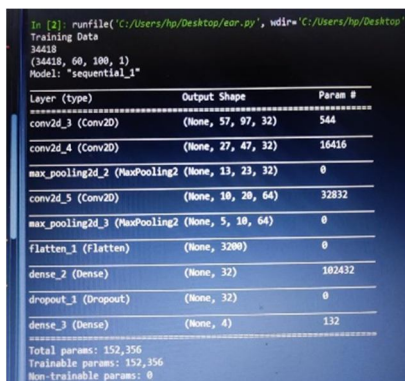 In [2]: runfile('C:/Users/hp/Desktop/ear.py', wdir='C:/Users/hp/Desktop'
Training Data
34418
(34418, 60, 100, 1)
Model: "sequential_1"
Layer (type) Output Shape Param #
conv2d_3 (Conv2D) (None, 57, 97, 32) 544
conv2d_4 (Conv2D) (None, 27, 47, 32) 16416
max_pooling2d_2 (MaxPooling2 (None, 13, 23, 32) 0
conv2d_5 (Conv2D) (None, 10, 20, 64) 32832
max_pooling2d_3 (MaxPooling2 (None, 5, 10, 64) 0
flatten_1 (Flatten) (None, 3200) 0
dense_2 (Dense) (None, 32) 102432
dropout_1 (Dropout) (None, 32) 0
dense_3 (Dense) (None, 4) 132
Total params: 152,356
Trainable params: 152,356
Non-trainable params: 0